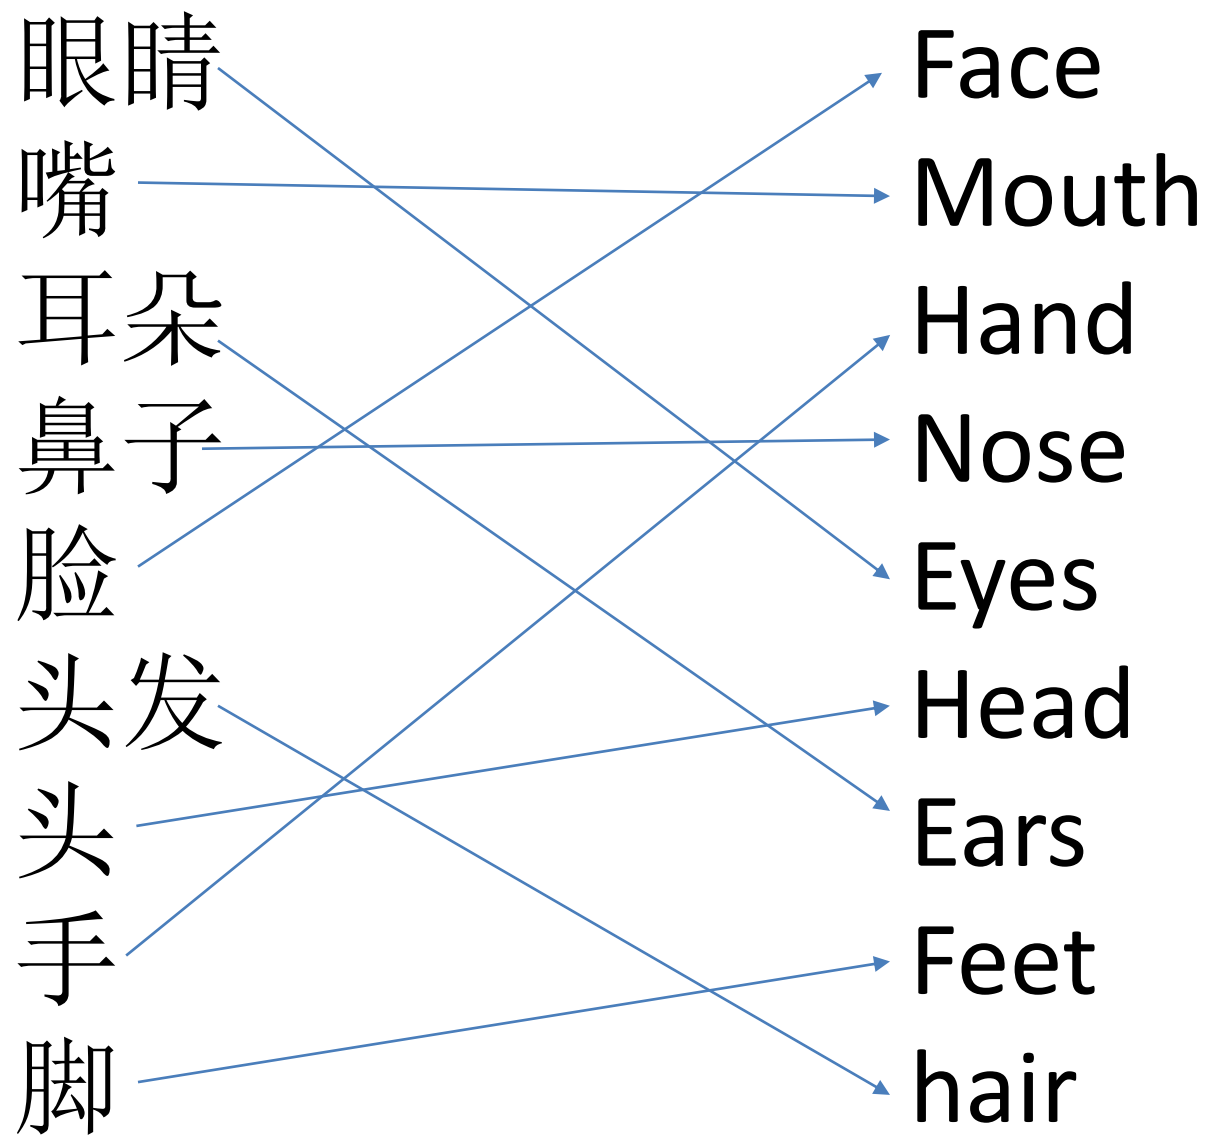 眼睛 Face
嘴 Mouth
耳朵 Hand
鼻子 Nose
脸 Eyes
头发 Head
头 Ears
手 Feet
脚 hair